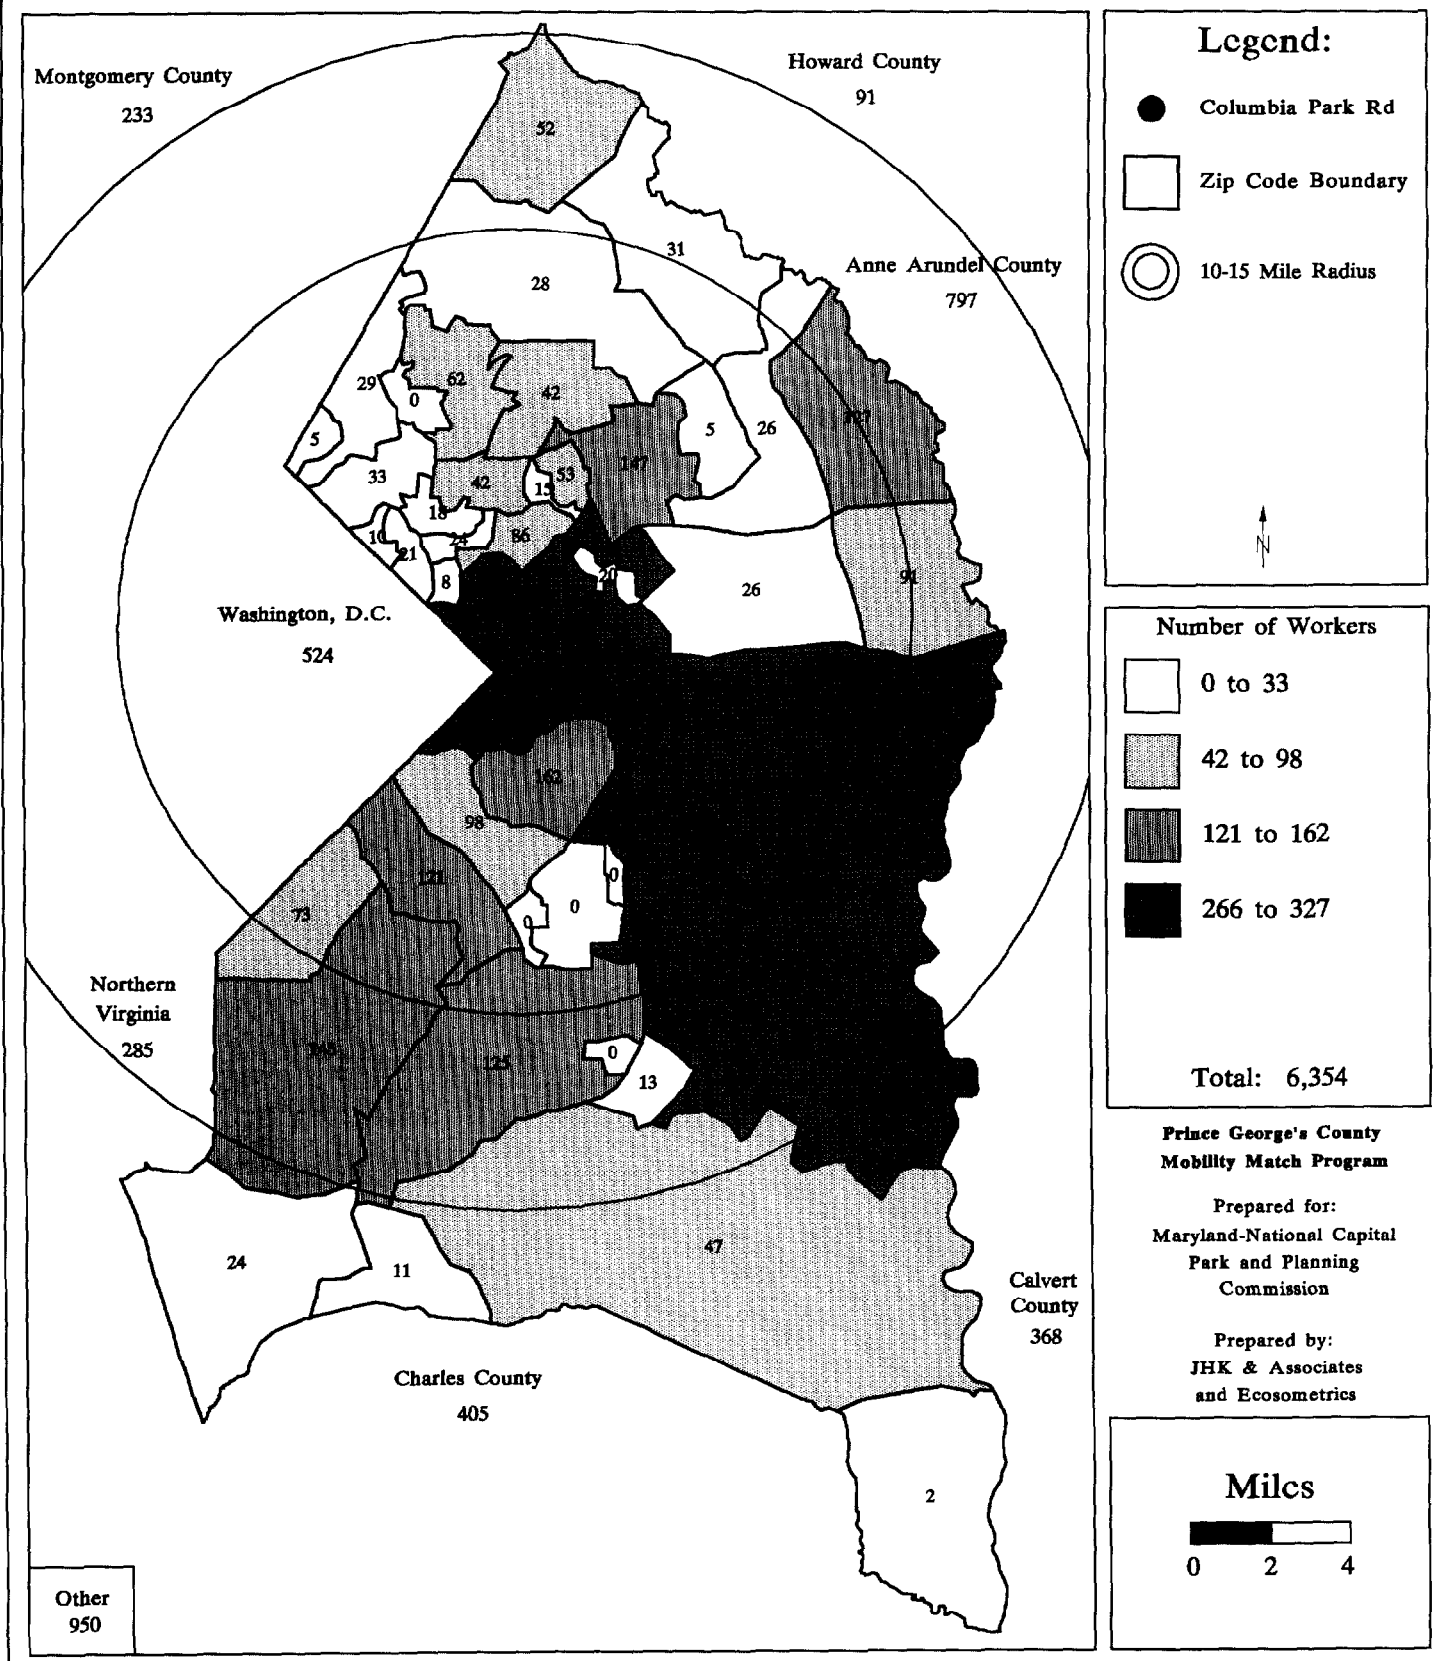 Montgomery County
233
Howard County
91
Anne Arundel County
797
52
31
28
29
62
0
42
5
26
5
33
42
15
53
147
18
10
21
24
86
8
20
26
91
Washington, D.C.
524
162
98
121
73
0
0
0
Northern
Virginia
285
125
0
13
24
11
47
Calvert
County
368
Charles County
405
2
Other
950
Legend:
Columbia Park Rd
Zip Code Boundary
10-15 Mile Radius
N
Number of Workers
0 to 33
42 to 98
121 to 162
266 to 327
Total: 6,354
Prince George's County
Mobility Match Program
Prepared for:
Maryland-National Capital
Park and Planning
Commission
Prepared by:
JHK & Associates
and Ecosometrics
Miles
0 2 4